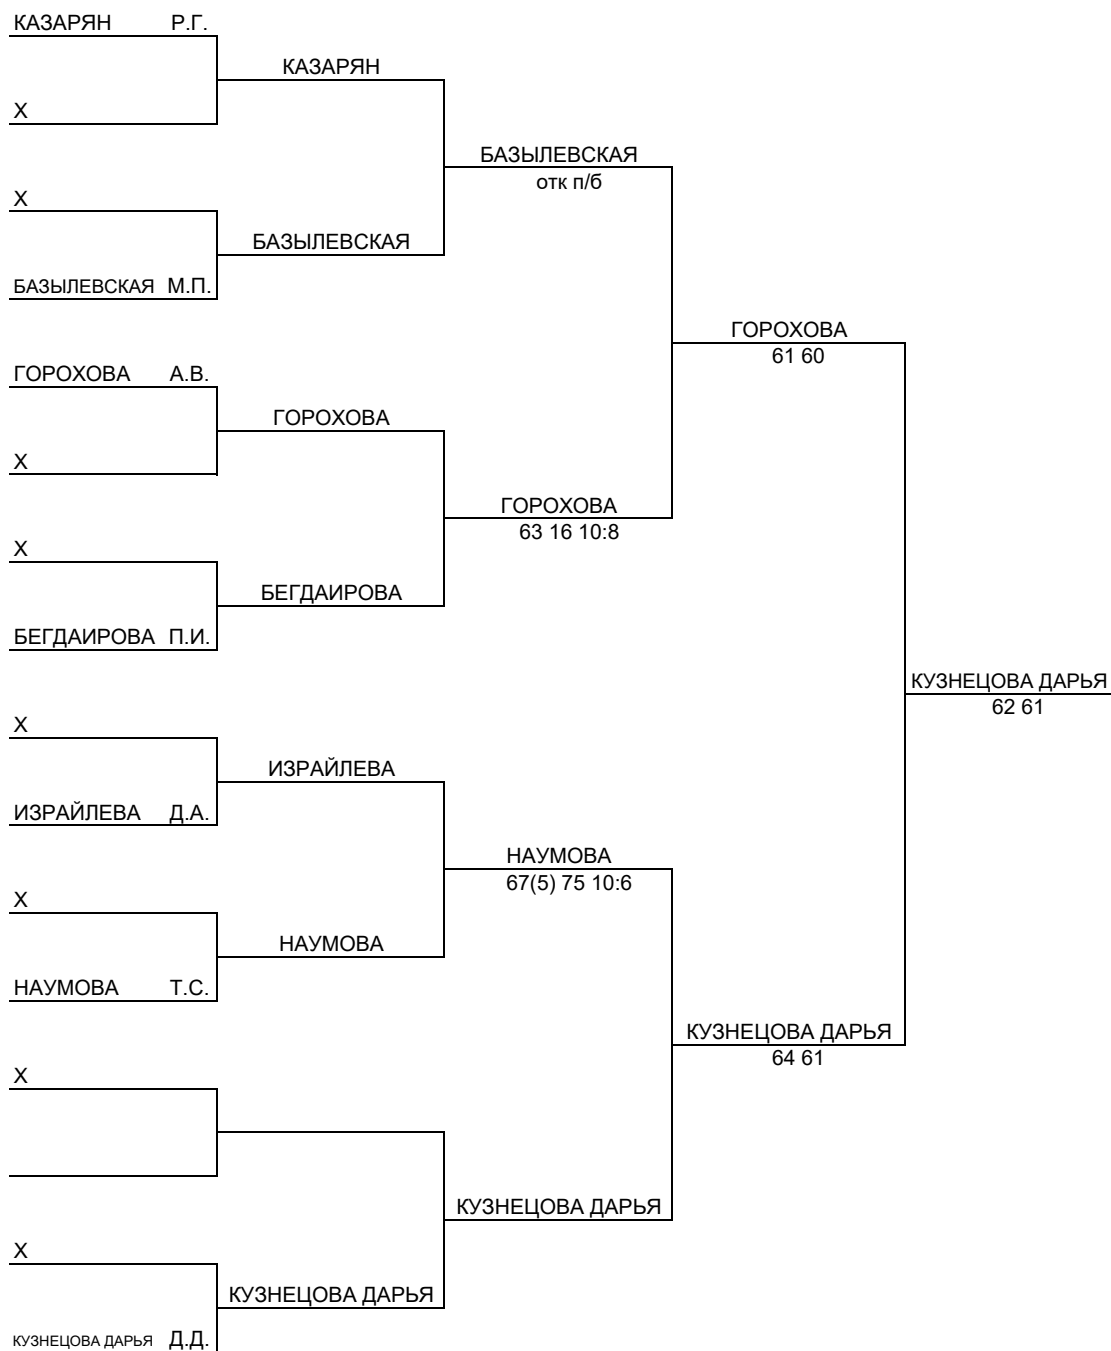 КАЗАРЯН Р.Г.
КАЗАРЯН
Х
БАЗЫЛЕВСКАЯ
отк п/б
Х
БАЗЫЛЕВСКАЯ
БАЗЫЛЕВСКАЯ М.П.
ГОРОХОВА
61 60
ГОРОХОВА А.В.
ГОРОХОВА
Х
ГОРОХОВА
63 16 10:8
Х
БЕГДАИРОВА
БЕГДАИРОВА П.И.
КУЗНЕЦОВА ДАРЬЯ
62 61
Х
ИЗРАЙЛЕВА
ИЗРАЙЛЕВА Д.А.
НАУМОВА
67(5) 75 10:6
Х
НАУМОВА
НАУМОВА Т.С.
КУЗНЕЦОВА ДАРЬЯ
64 61
Х
КУЗНЕЦОВА ДАРЬЯ
Х
КУЗНЕЦОВА ДАРЬЯ
КУЗНЕЦОВА ДАРЬЯ Д.Д.